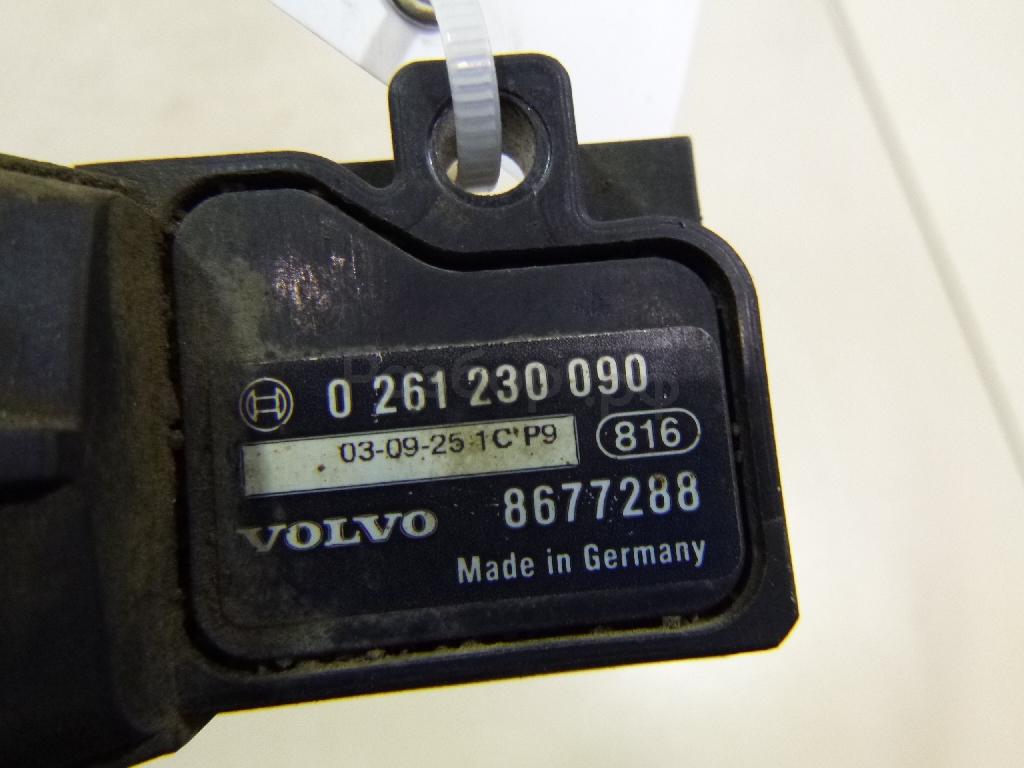 0 261 230 090
03-09-25 1C P9
816
VOLVO
8677288
Made in Germany